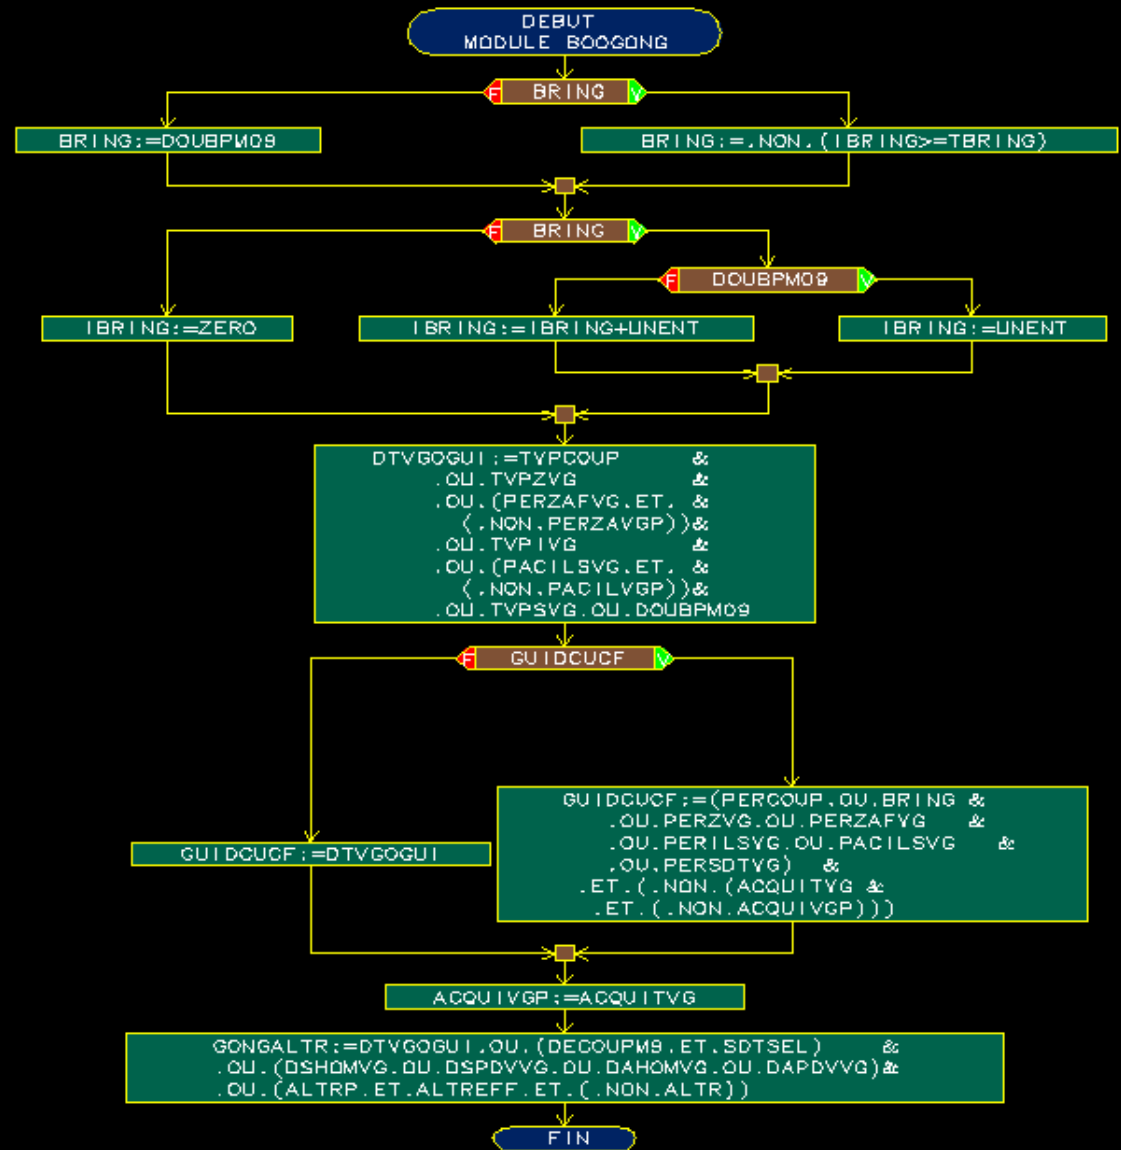 DEBUT
MODULE BOOGONG
F BRING V
BRING:=DOUBPM09
BRING:=.NON.(IBRING>=TBRING)
F BRING V
F DOUBPM09 V
IBRING:=ZERO
IBRING:=IBRING+UNENT
IBRING:=UNENT
DTVGOGUI:=TYPCOUP &
.OU.TVPZVG &
.OU.(PERZAFVG.ET. &
(.NON.PERZAVGP))&
.OU.TVPIVG &
.OU.(PACILSVG.ET. &
(.NON.PACILVGP))&
.OU.TVPSVG.OU.DOUBPM09
F GUIDCUCF V
GUIDCUCF:=DTVGOGUI
GUIDCUCF:=(PERCOUP.OU.BRING &
.OU.PERZVG.OU.PERZAFVG &
.OU.PERILSVG.OU.PACILSVG &
.OU.PERSDTVG) &
.ET.(.NON.(ACQUITVG &
.ET.(.NON.ACQUIVGP)))
ACQUIVGP:=ACQUITVG
GONGALTR:=DTVGOGUI.OU.(DECOUPM9.ET.SDTSEL) &
.OU.(DSHOMVG.OU.DSPDVVG.OU.DAHOMVG.OU.DAPDVVG)&
.OU.(ALTRP.ET.ALTREFF.ET.(.NON.ALTR))
FIN